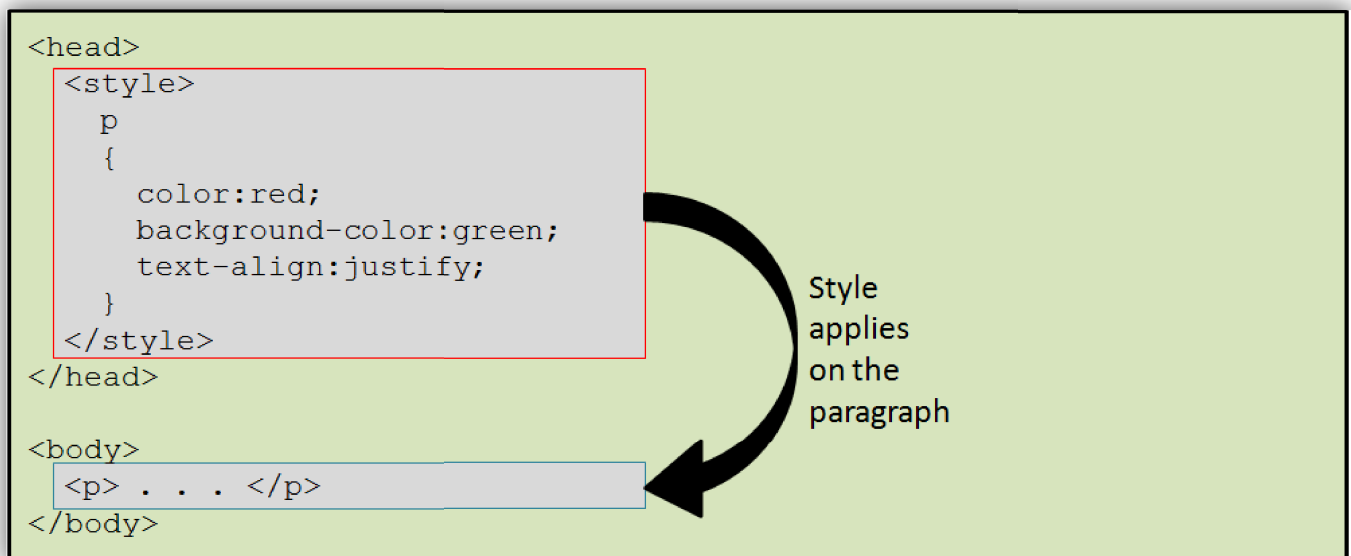 <head>
<style>
p
{
color:red;
background-color:green;
text-align:justify;
}
</style>
</head>
Style
applies
on the
paragraph
<body>
<p> . . . </p>
</body>